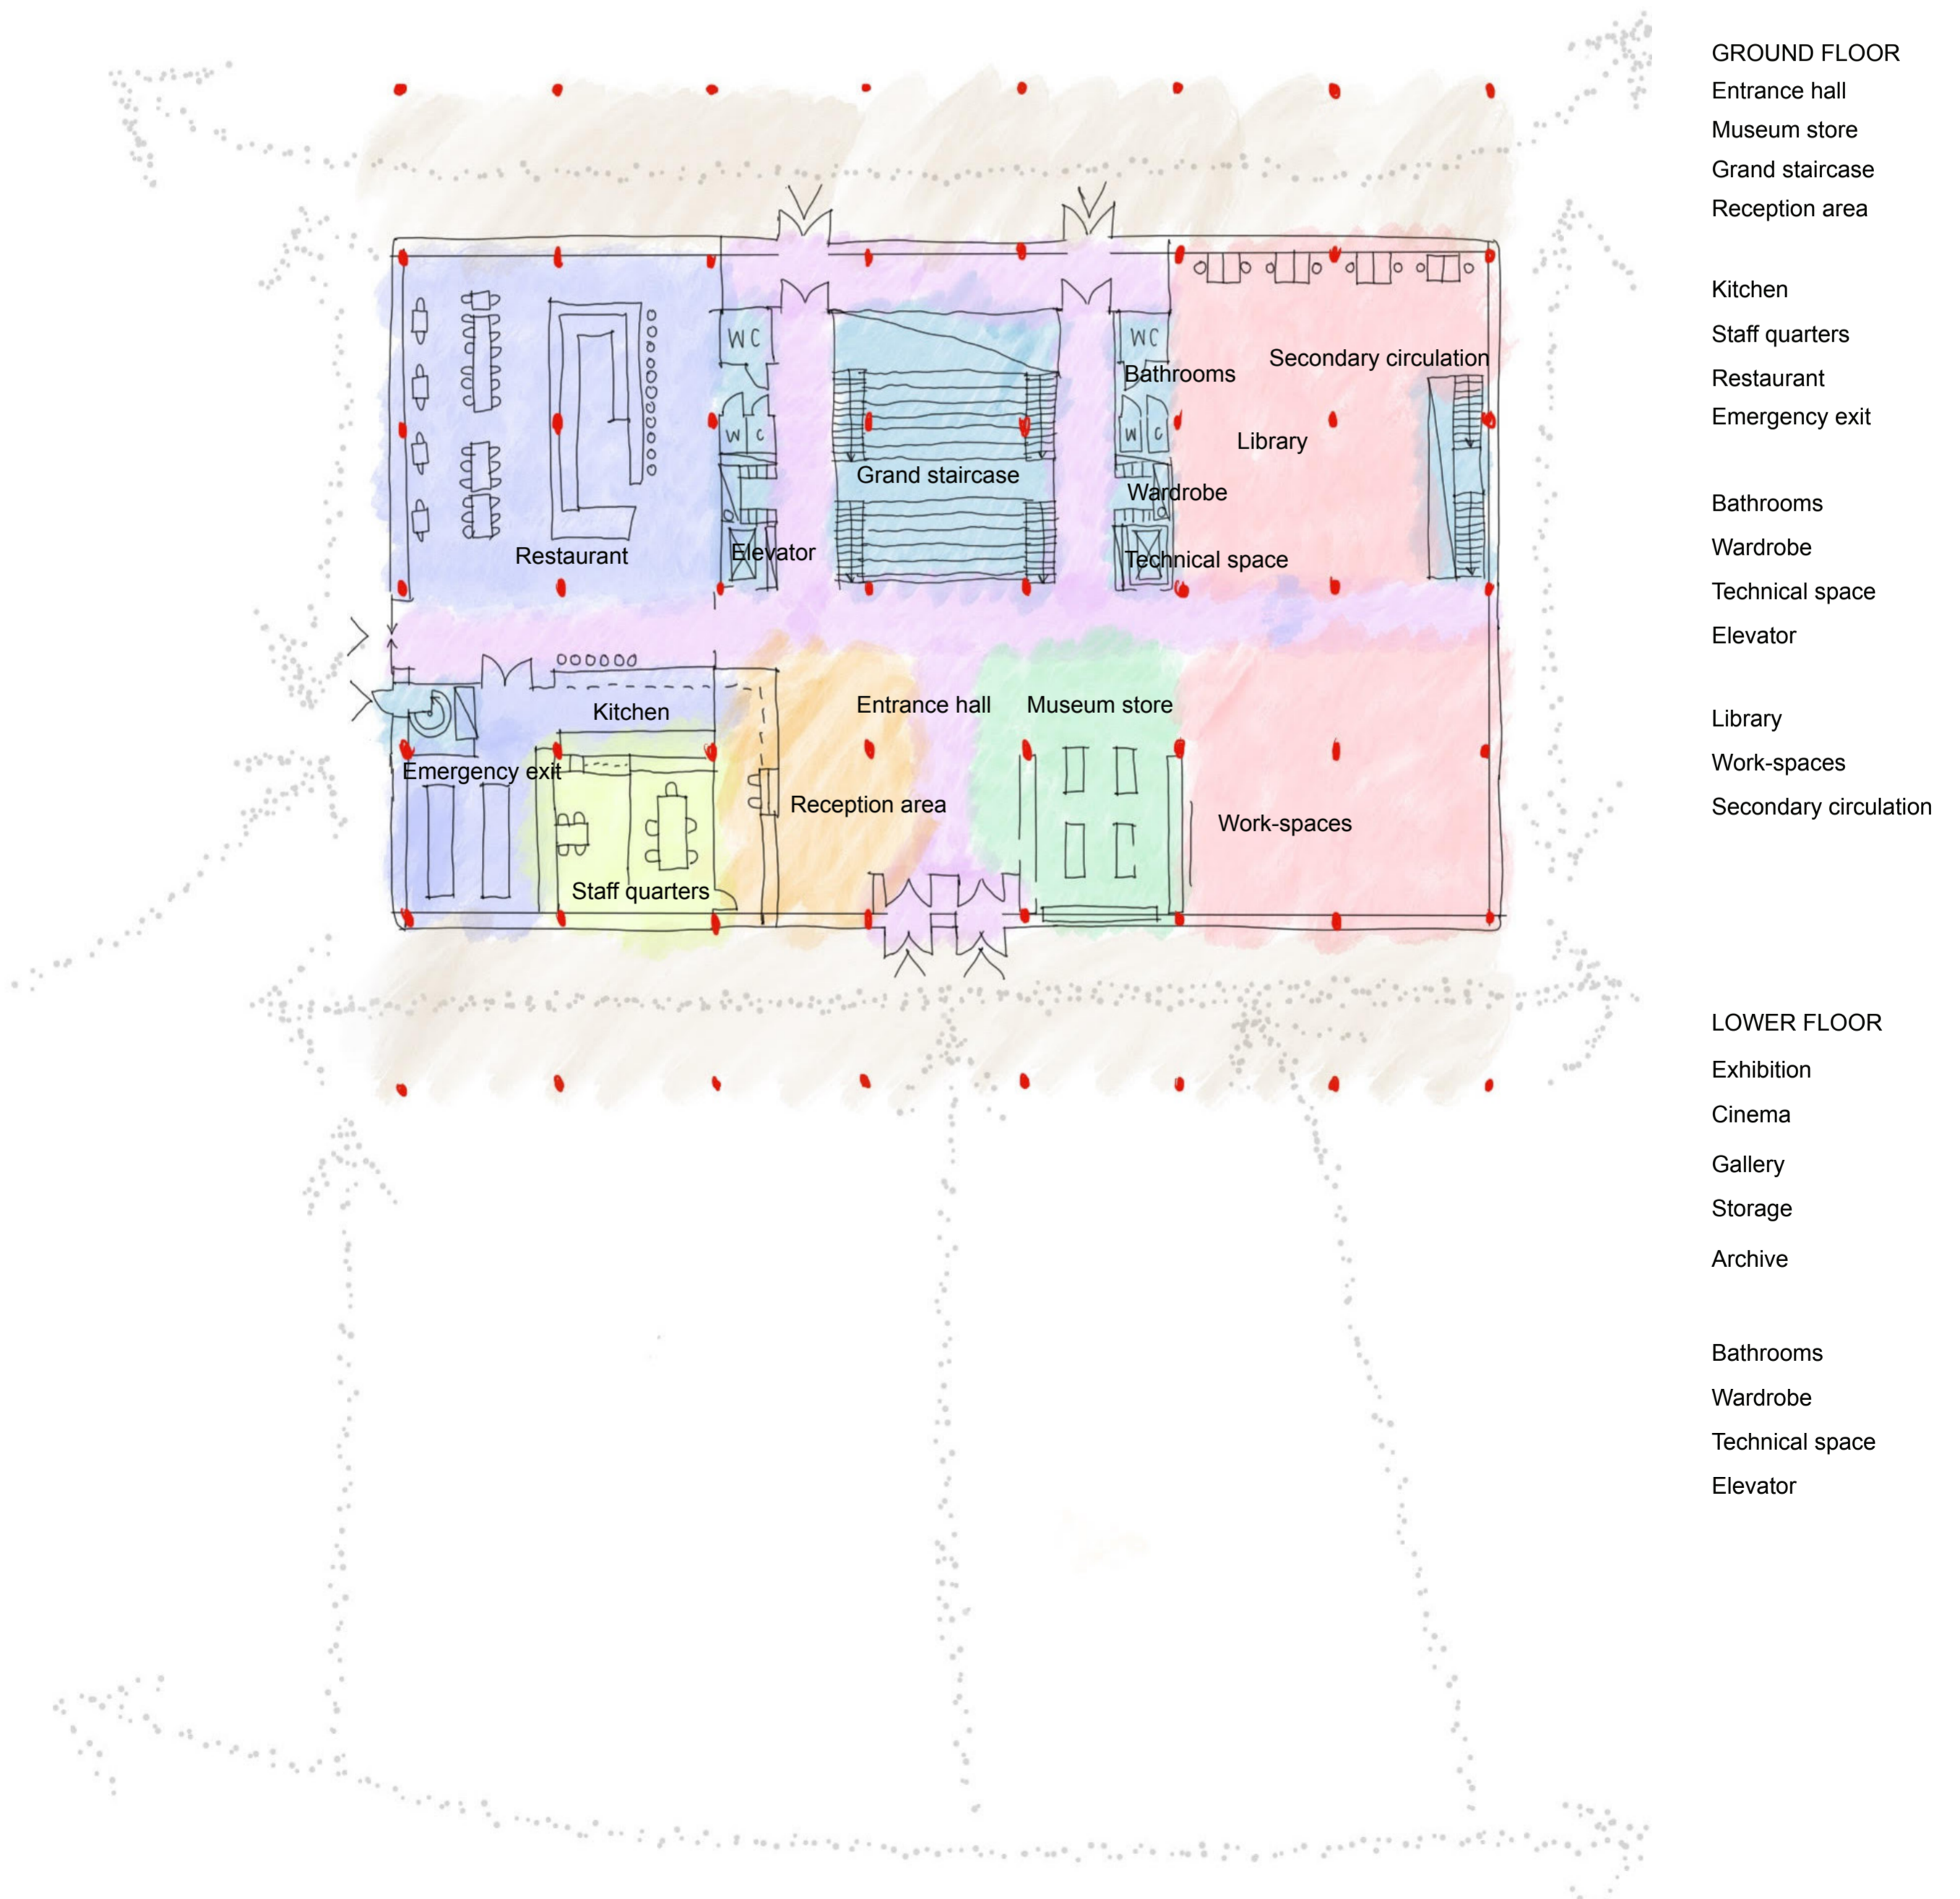 GROUND FLOOR
Entrance hall
Museum store
Grand staircase
Reception area
Kitchen
Staff quarters
Restaurant
Emergency exit
Bathrooms
Wardrobe
Technical space
Elevator
Library
Work-spaces
Secondary circulation
LOWER FLOOR
Exhibition
Cinema
Gallery
Storage
Archive
Bathrooms
Wardrobe
Technical space
Elevator
WC
WC
Secondary circulation
Bathrooms
W C
W C
Library
Grand staircase
Wardrobe
Restaurant
Elevator
Technical space
Kitchen
Entrance hall
Museum store
Emergency exit
Reception area
Work-spaces
Staff quarters